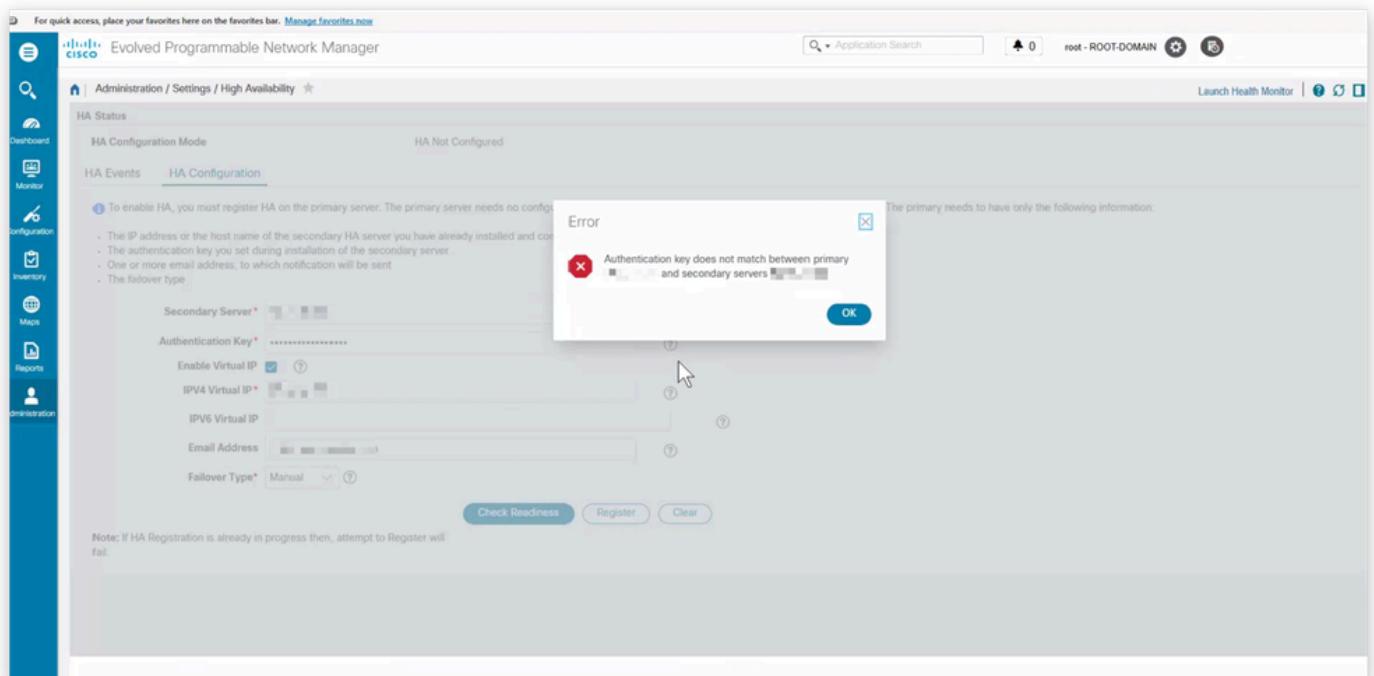 For quick access, place your favorites here on the favorites bar. Manage favorites now
cisco Evolved Programmable Network Manager
Application Search
0
root - ROOT-DOMAIN
Administration / Settings / High Availability
Launch Health Monitor
Dashboard
Monitor
onfiguration
Inventory
Maps
Reports
dministration
HA Status
HA Configuration Mode HA Not Configured
HA Events HA Configuration
To enable HA, you must register HA on the primary server. The primary server needs no config The primary needs to have only the following information:
- The IP address or the host name of the secondary HA server you have already installed and con
- The authentication key you set during installation of the secondary server
- One or more email address, to which notification will be sent
- The failover type
Secondary Server*
Authentication Key* •••••••••••••••••
Enable Virtual IP
IPV4 Virtual IP*
IPV6 Virtual IP
Email Address
Failover Type* Manual
Check Readiness Register Clear
Note: If HA Registration is already in progress then, attempt to Register will
fail.
Error
Authentication key does not match between primary
and secondary servers
OK